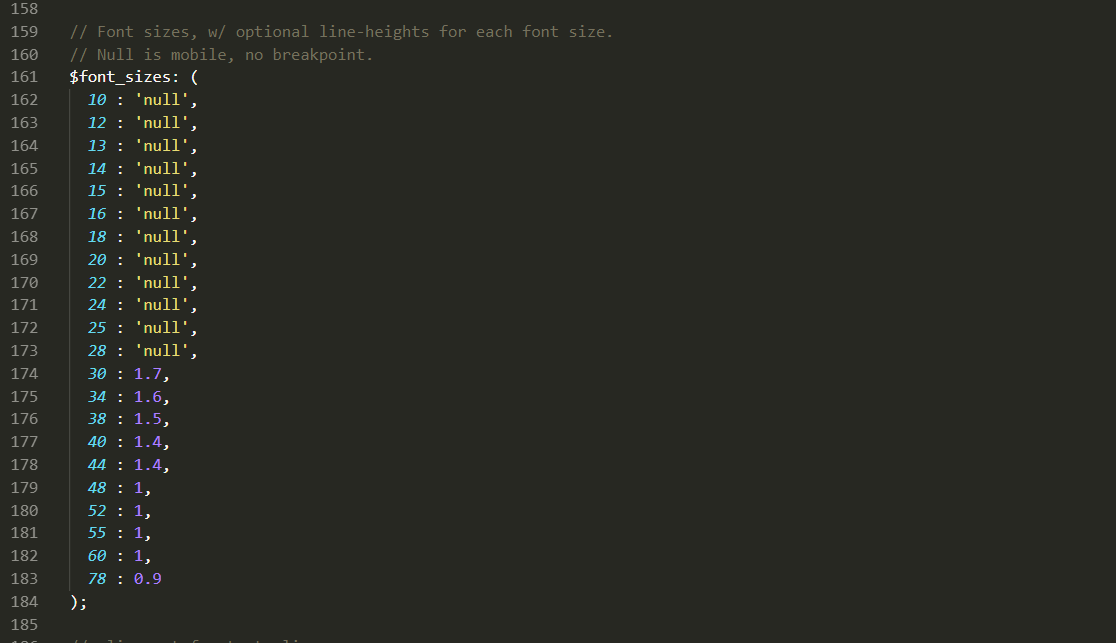 158
159 // Font sizes, w/ optional line-heights for each font size.
160 // Null is mobile, no breakpoint.
161 $font_sizes: (
162 10 : 'null',
163 12 : 'null',
164 13 : 'null',
165 14 : 'null',
166 15 : 'null',
167 16 : 'null',
168 18 : 'null',
169 20 : 'null',
170 22 : 'null',
171 24 : 'null',
172 25 : 'null',
173 28 : 'null',
174 30 : 1.7,
175 34 : 1.6,
176 38 : 1.5,
177 40 : 1.4,
178 44 : 1.4,
179 48 : 1,
180 52 : 1,
181 55 : 1,
182 60 : 1,
183 78 : 0.9
184 );
185